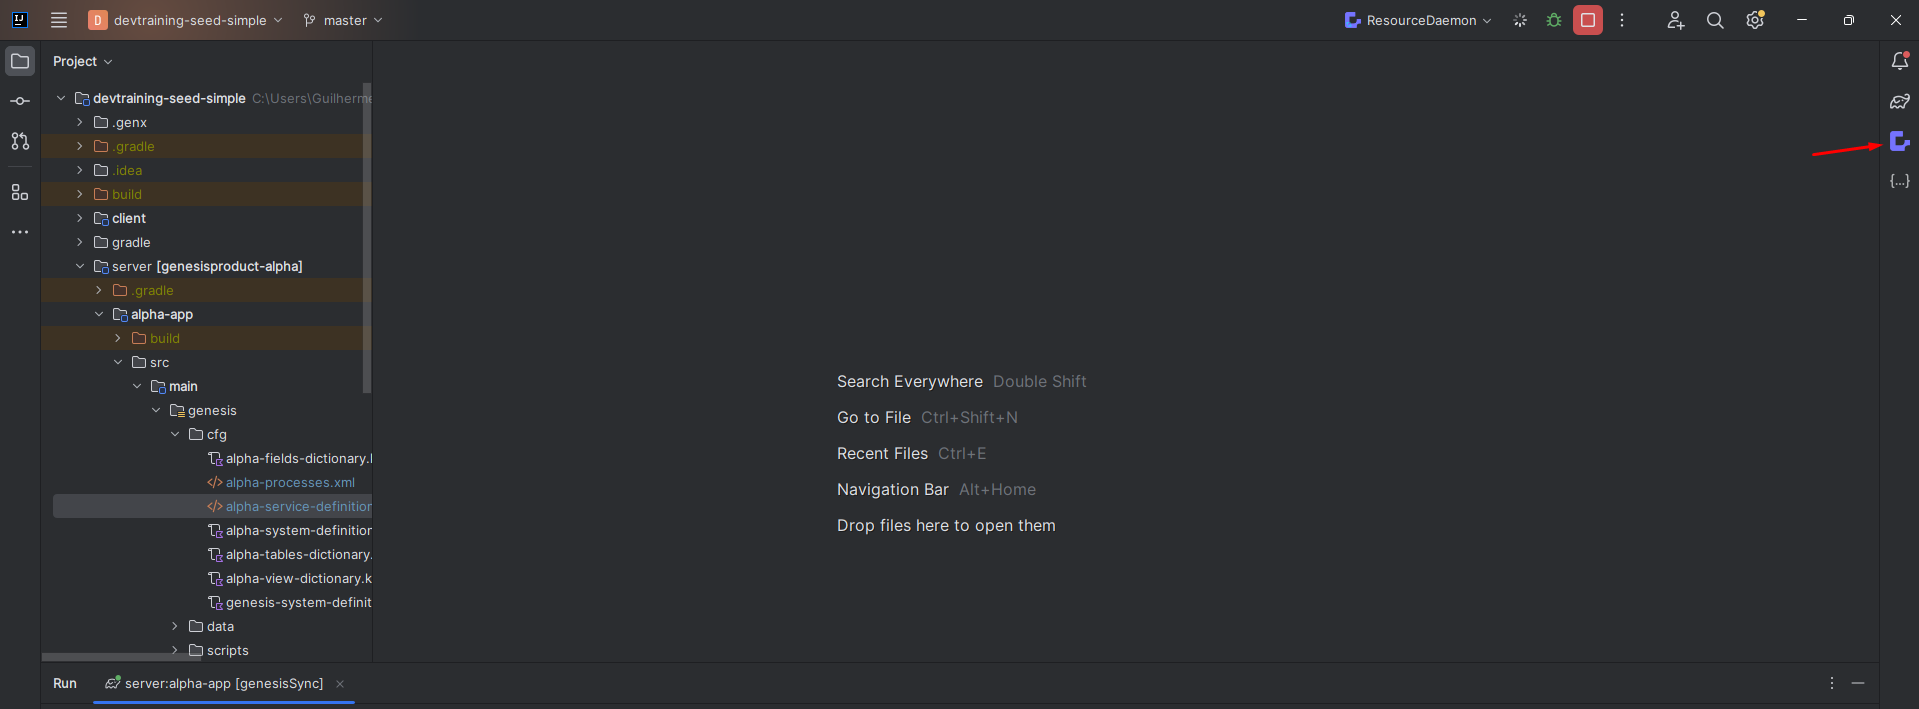 D devtraining-seed-simple master ResourceDaemon
Project
devtraining-seed-simple C:\Users\Guilherme
.genx
.gradle
.idea
build
client
gradle
server [genesisproduct-alpha]
.gradle
alpha-app
build
src
main
genesis
cfg
alpha-fields-dictionary.
alpha-processes.xml
alpha-service-definition
alpha-system-definition
alpha-tables-dictionary.
alpha-view-dictionary.k
genesis-system-definit
data
scripts
Search Everywhere Double Shift
Go to File Ctrl+Shift+N
Recent Files Ctrl+E
Navigation Bar Alt+Home
Drop files here to open them
Run server:alpha-app [genesisSync]